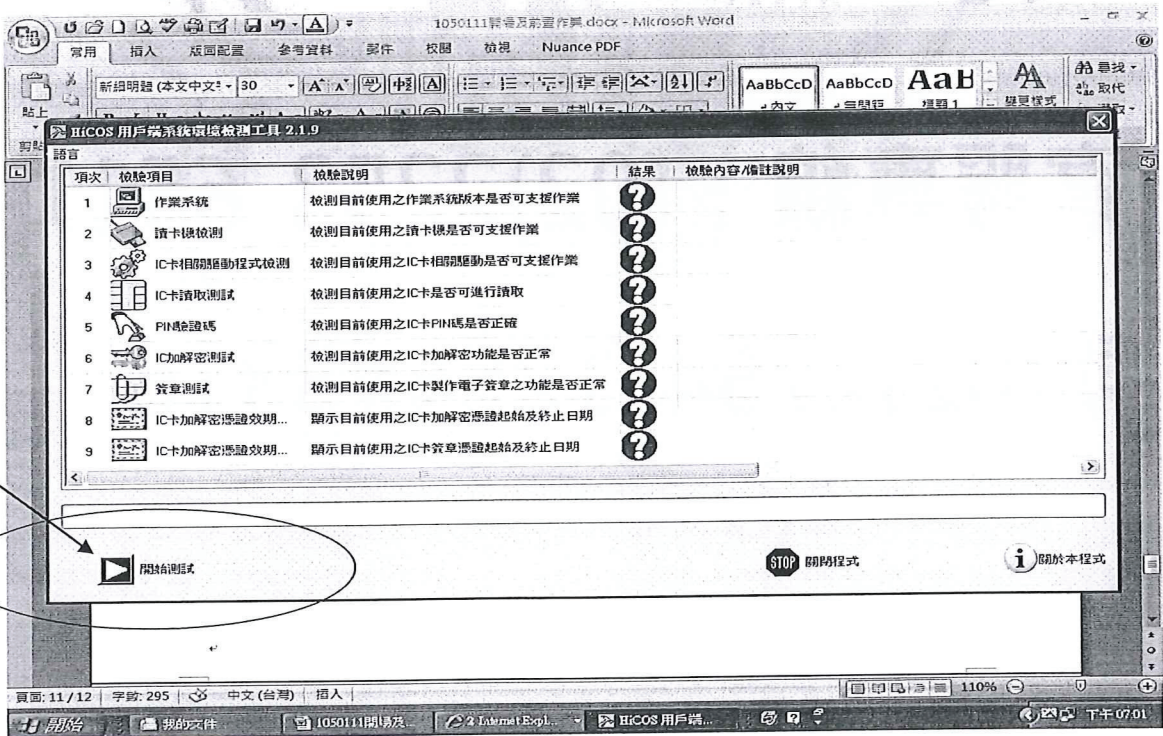 1050111開場及前置作業.docx - Microsoft Word
常用 插入 版面配置 參考資料 郵件 校閱 檢視 Nuance PDF
新細明體 (本文中文 30
AaBbCcD AaBbCcD AaB
尋找
取代
貼上
內文 無間距 標題 1 變更樣式
HiCOS 用戶端系統環境檢測工具 2.1.9
語言
項次 檢驗項目 檢驗說明 結果 檢驗內容/備註說明
1 作業系統 檢測目前使用之作業系統版本是否可支援作業
2 讀卡機檢測 檢測目前使用之讀卡機是否可支援作業
3 IC卡相關驅動程式檢測 檢測目前使用之IC卡相關驅動是否可支援作業
4 IC卡讀取測試 檢測目前使用之IC卡是否可進行讀取
5 PIN驗證碼 檢測目前使用之IC卡PIN碼是否正確
6 IC加解密測試 檢測目前使用之IC卡加解密功能是否正常
7 簽章測試 檢測目前使用之IC卡製作電子簽章之功能是否正常
8 IC卡加解密憑證效期... 顯示目前使用之IC卡加解密憑證起始及終止日期
9 IC卡加解密憑證效期... 顯示目前使用之IC卡簽章憑證起始及終止日期
開始測試 STOP 關閉程式 關於本程式
頁面: 11/12 字數: 295 中文 (台灣) 插入 110%
開始 我的文件 1050111開場及... 2 Internet Expl... HiCOS 用戶端... 下午 07:01